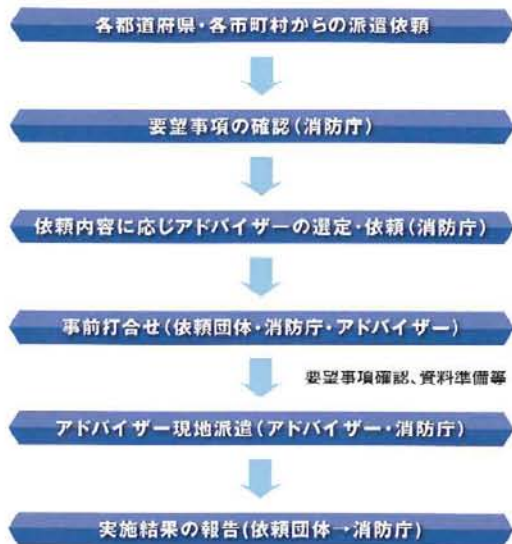 各都道府県・各市町村からの派遣依頼
要望事項の確認(消防庁)
依頼内容に応じアドバイザーの選定・依頼(消防庁)
事前打合せ(依頼団体・消防庁・アドバイザー)
要望事項確認、資料準備等
アドバイザー現地派遣(アドバイザー・消防庁)
実施結果の報告(依頼団体→消防庁)